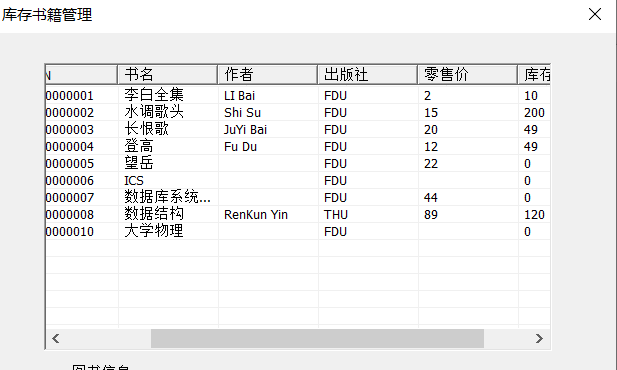 库存书籍管理
N 书名 作者 出版社 零售价 库存
0000001 李白全集 LI Bai FDU 2 10
0000002 水调歌头 Shi Su FDU 15 200
0000003 长恨歌 JuYi Bai FDU 20 49
0000004 登高 Fu Du FDU 12 49
0000005 望岳 FDU 22 0
0000006 ICS FDU 0
0000007 数据库系统... FDU 44 0
0000008 数据结构 RenKun Yin THU 89 120
0000010 大学物理 FDU 0
图书信息